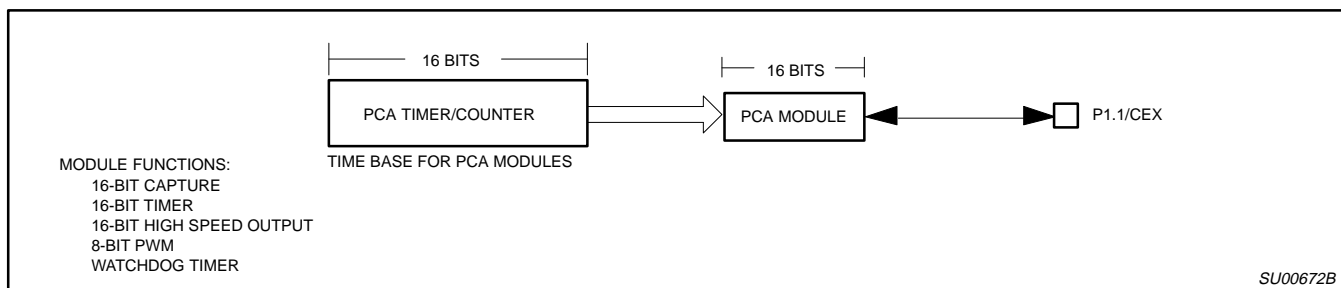 16 BITS
16 BITS
PCA TIMER/COUNTER
PCA MODULE
P1.1/CEX
TIME BASE FOR PCA MODULES
MODULE FUNCTIONS:
16-BIT CAPTURE
16-BIT TIMER
16-BIT HIGH SPEED OUTPUT
8-BIT PWM
WATCHDOG TIMER
SU00672B